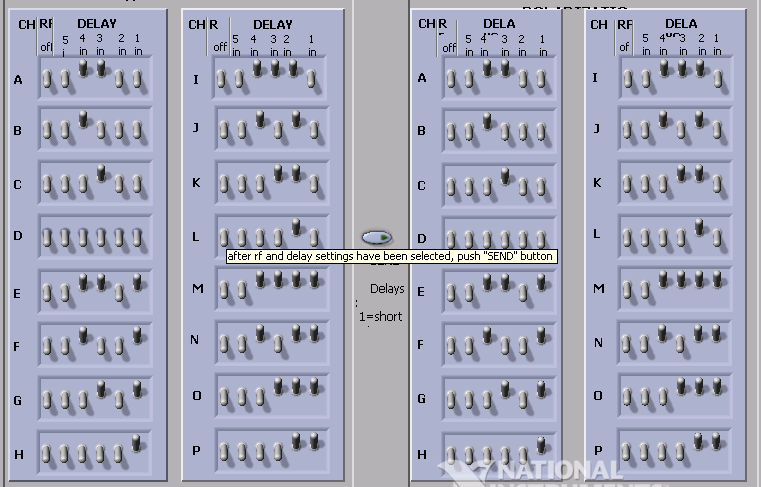 CH RF DELAY
off 5 4 3 2 1
in in in in
A
B
C
D
E
F
G
H
CH R DELAY
off 5 4 3 2 1
in in in in in
I
J
K
L
M
N
O
P
after rf and delay settings have been selected, push "SEND" button
Delays
1=short
CH R DELA
off 5 4 3 2 1
in in in in in
A
B
C
D
E
F
G
H
CH RF DELA
of 5 4 3 2 1
in in in in in
I
J
K
L
M
N
O
P
NATIONAL